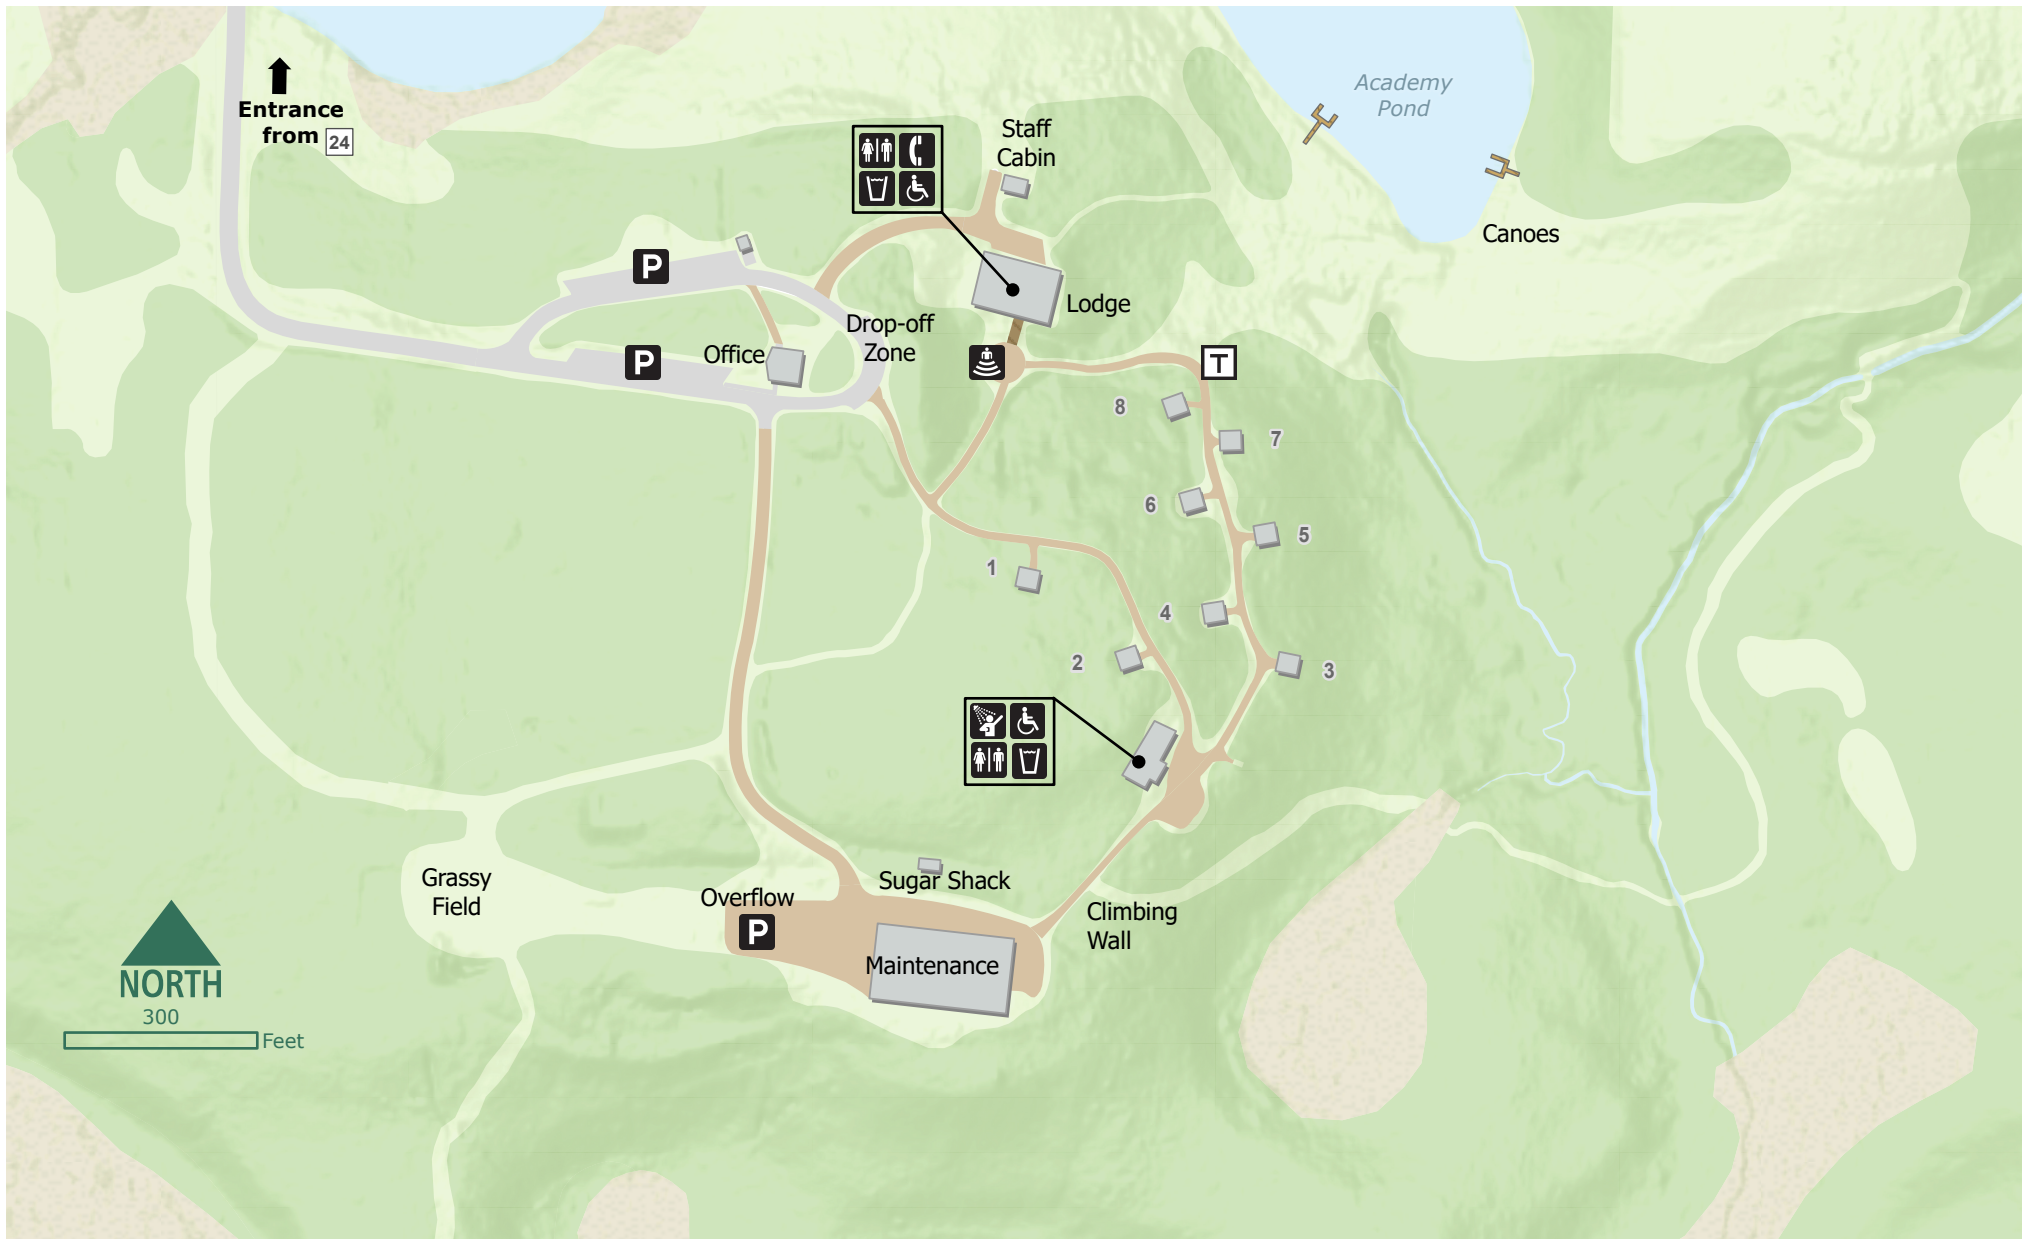 Entrance
from 24
Academy
Pond
Staff
Cabin
Canoes
P
Lodge
Drop-off
Zone
Office
P
T
8
7
6
5
1
4
2
3
Grassy
Field
Overflow
P
Sugar Shack
Climbing
Wall
Maintenance
NORTH
300
Feet